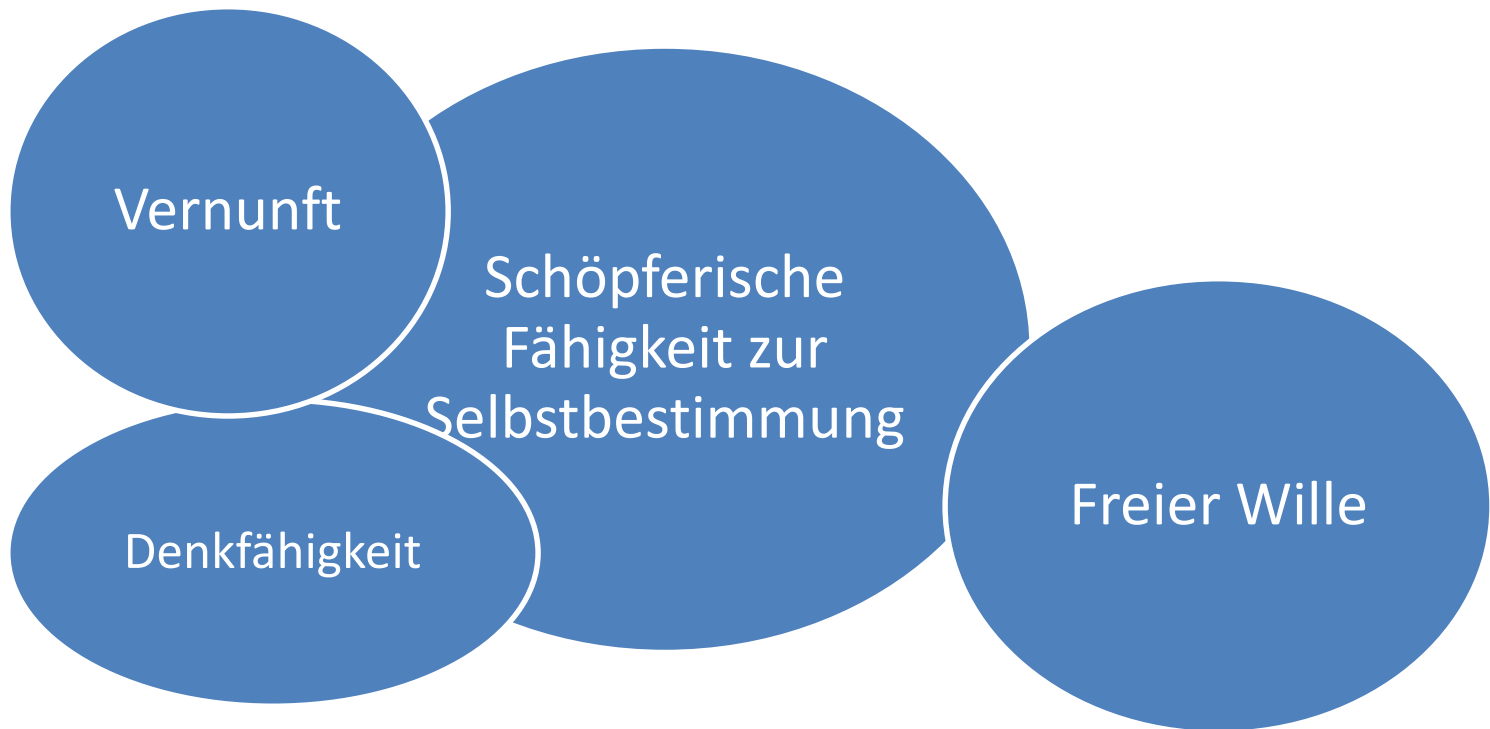 Vernunft
Schöpferische
Fähigkeit zur
Selbstbestimmung
Freier Wille
Denkfähigkeit